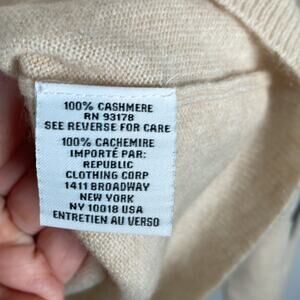 100% CASHMERE
RN 93178
SEE REVERSE FOR CARE
100% CACHEMIRE
IMPORTÉ PAR:
REPUBLIC
CLOTHING CORP
1411 BROADWAY
NEW YORK
NY 10018 USA
ENTRETIEN AU VERSO